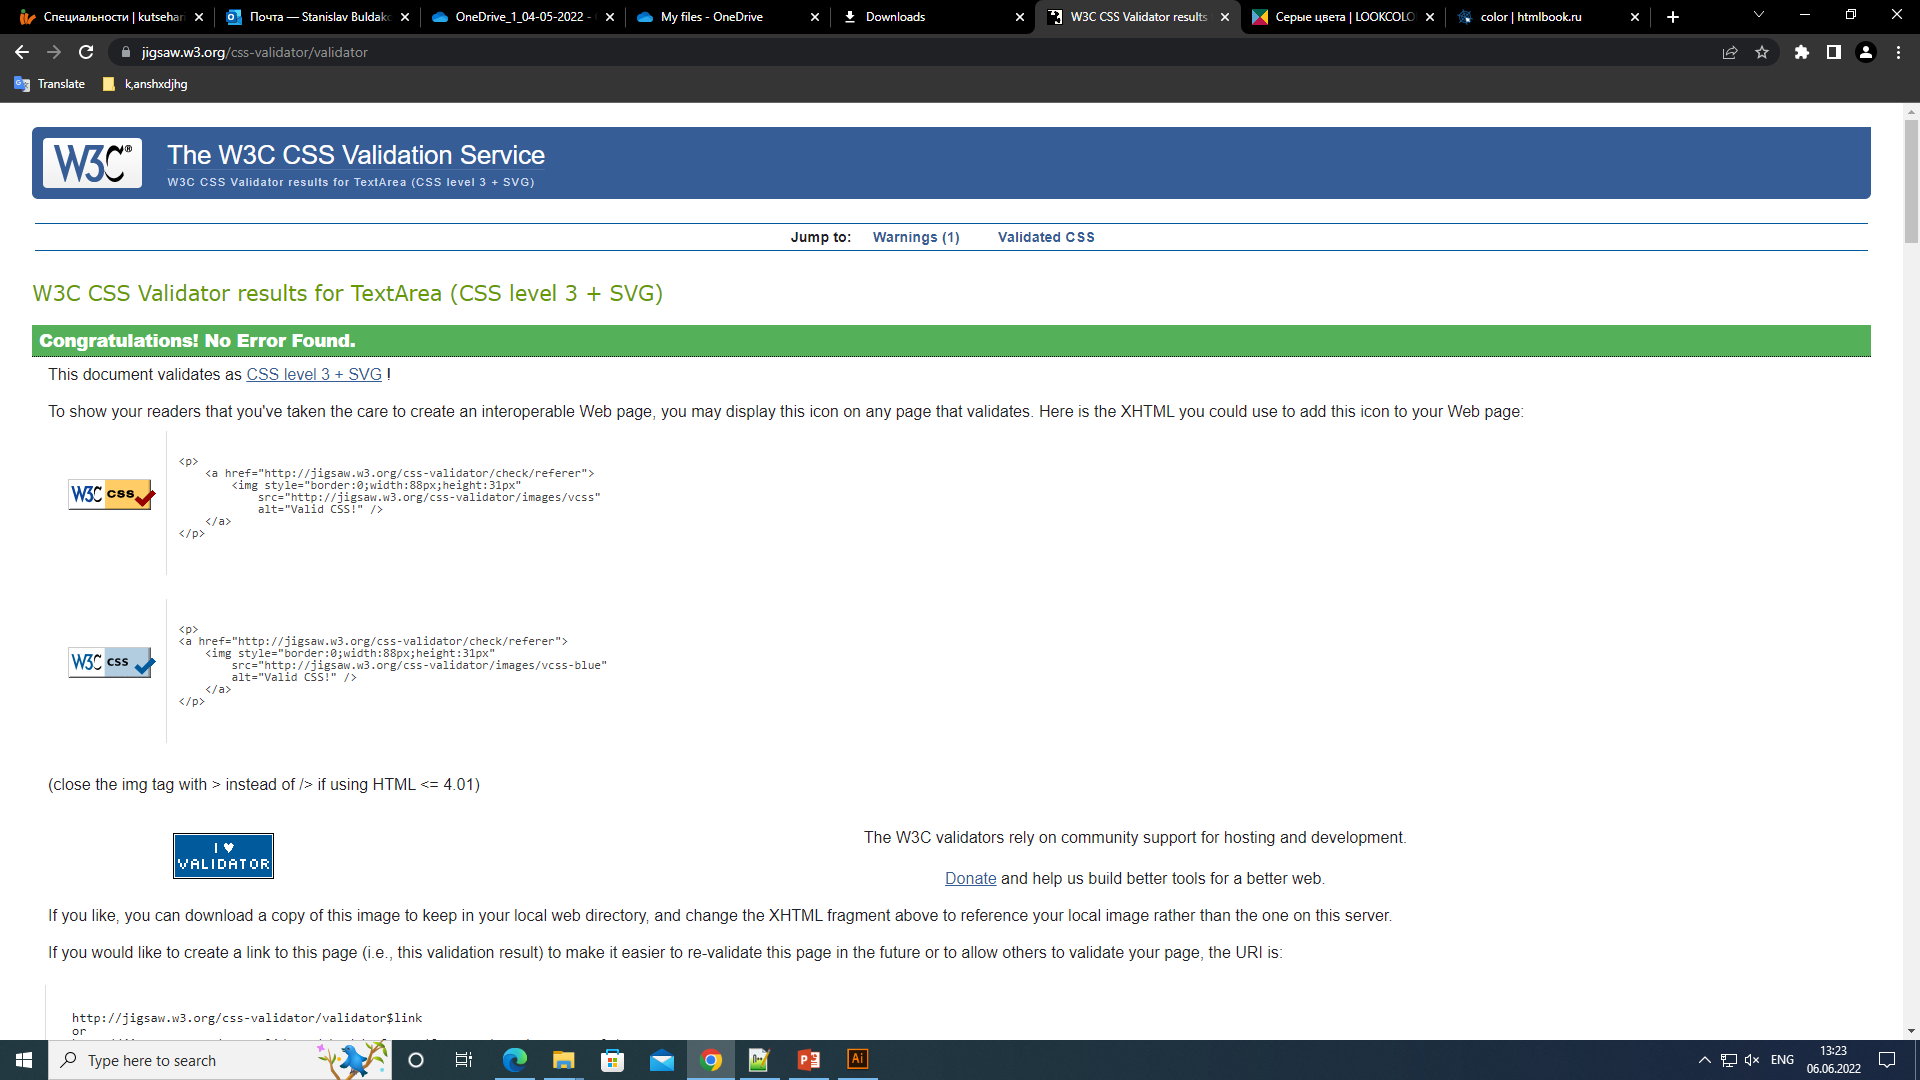 Специальности | kutsehari
Почта — Stanislav Buldako
OneDrive_1_04-05-2022 -
My files - OneDrive
Downloads
W3C CSS Validator results
Серые цвета | LOOKCOLO
color | htmlbook.ru
jigsaw.w3.org/css-validator/validator
Translate
k,anshxdjhg
W3C®
The W3C CSS Validation Service
W3C CSS Validator results for TextArea (CSS level 3 + SVG)
Jump to: Warnings (1) Validated CSS
W3C CSS Validator results for TextArea (CSS level 3 + SVG)
Congratulations! No Error Found.
This document validates as CSS level 3 + SVG !
To show your readers that you've taken the care to create an interoperable Web page, you may display this icon on any page that validates. Here is the XHTML you could use to add this icon to your Web page:
W3C css
<p>
<a href="http://jigsaw.w3.org/css-validator/check/referer">
<img style="border:0;width:88px;height:31px"
src="http://jigsaw.w3.org/css-validator/images/vcss"
alt="Valid CSS!" />
</a>
</p>
W3C css
<p>
<a href="http://jigsaw.w3.org/css-validator/check/referer">
<img style="border:0;width:88px;height:31px"
src="http://jigsaw.w3.org/css-validator/images/vcss-blue"
alt="Valid CSS!" />
</a>
</p>
(close the img tag with > instead of /> if using HTML <= 4.01)
I ♥
VALIDATOR
The W3C validators rely on community support for hosting and development.
Donate and help us build better tools for a better web.
If you like, you can download a copy of this image to keep in your local web directory, and change the XHTML fragment above to reference your local image rather than the one on this server.
If you would like to create a link to this page (i.e., this validation result) to make it easier to re-validate this page in the future or to allow others to validate your page, the URI is:
http://jigsaw.w3.org/css-validator/validator$link
or
Type here to search
Ai
ENG
13:23
06.06.2022